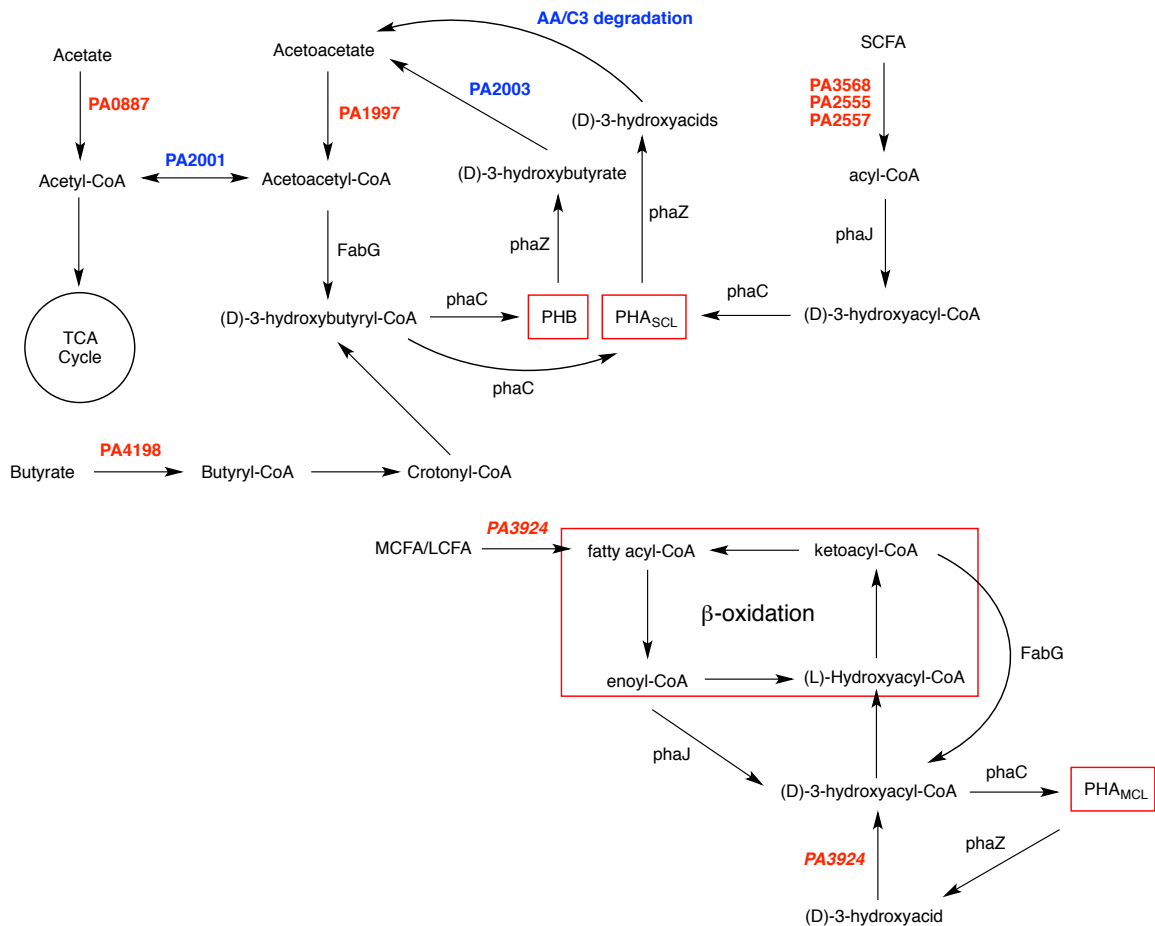 AA/C3 degradation
Acetate
Acetoacetate
SCFA
PA0887
PA1997
PA2003
PA3568
PA2555
PA2557
(D)-3-hydroxyacids
PA2001
Acetyl-CoA
Acetoacetyl-CoA
(D)-3-hydroxybutyrate
acyl-CoA
phaZ
phaJ
FabG
phaZ
TCA
Cycle
(D)-3-hydroxybutyryl-CoA
phaC
PHB
PHASCL
phaC
(D)-3-hydroxyacyl-CoA
phaC
PA4198
Butyrate
Butyryl-CoA
Crotonyl-CoA
PA3924
MCFA/LCFA
fatty acyl-CoA
ketoacyl-CoA
β-oxidation
FabG
enoyl-CoA
(L)-Hydroxyacyl-CoA
phaJ
(D)-3-hydroxyacyl-CoA
phaC
PHAMCL
phaZ
PA3924
(D)-3-hydroxyacid